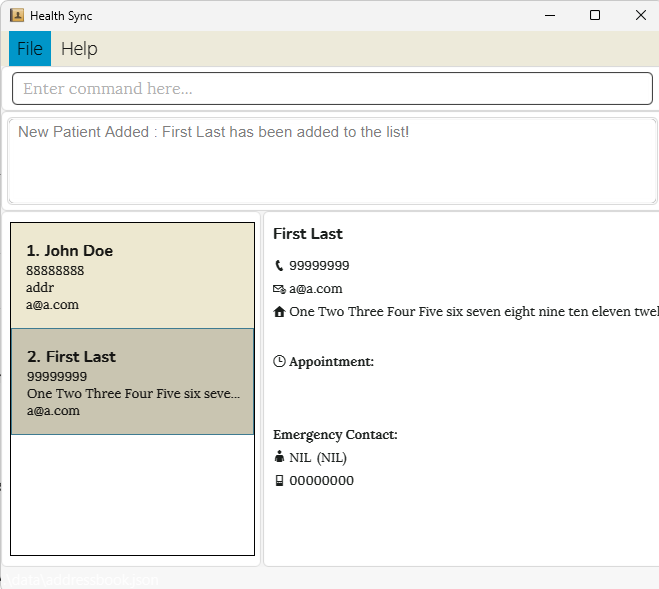 Health Sync
File Help
Enter command here...
New Patient Added : First Last has been added to the list!
1. John Doe
88888888
addr
a@a.com
2. First Last
99999999
One Two Three Four Five six seve...
a@a.com
First Last
99999999
a@a.com
One Two Three Four Five six seven eight nine ten eleven twel
Appointment:
Emergency Contact:
NIL (NIL)
00000000
\data\addressbook.json